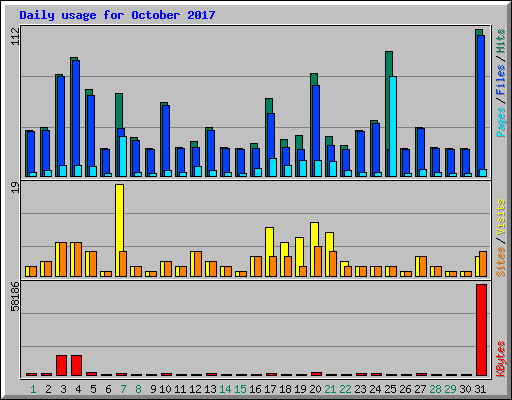 Daily usage for October 2017
112
Pages / Files / Hits
19
Sites / Visits
58186
KBytes
1 2 3 4 5 6 7 8 9 10 11 12 13 14 15 16 17 18 19 20 21 22 23 24 25 26 27 28 29 30 31